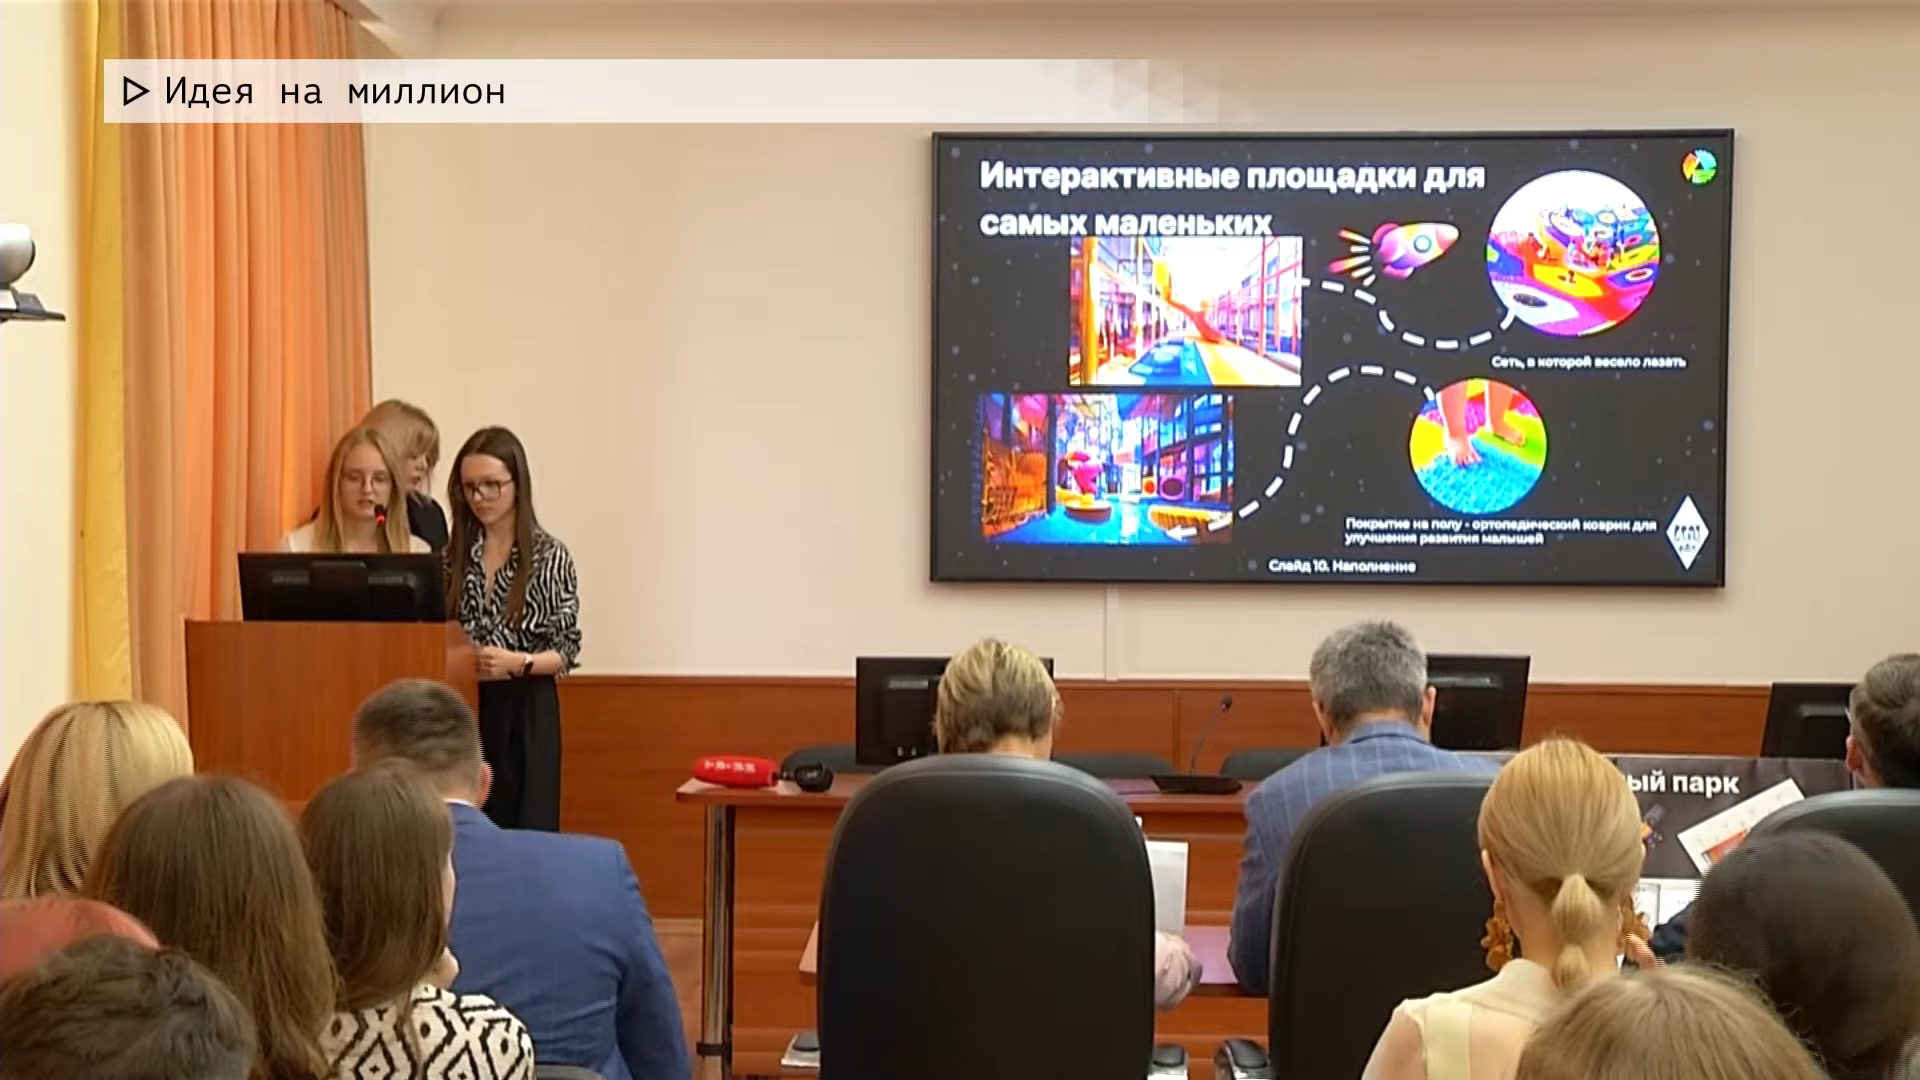 Идея на миллион
Интерактивные площадки для
самых маленьких
Сеть, в которой весело лазать
Покрытие на полу - ортопедический коврик для
улучшения развития малышей
Слайд 10. Наполнение
ый парк